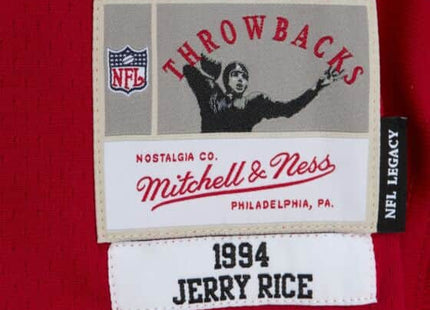 THROWBACKS
NFL
NOSTALGIA CO.
Mitchell & Ness
PHILADELPHIA, PA.
NFL LEGACY
1994
JERRY RICE